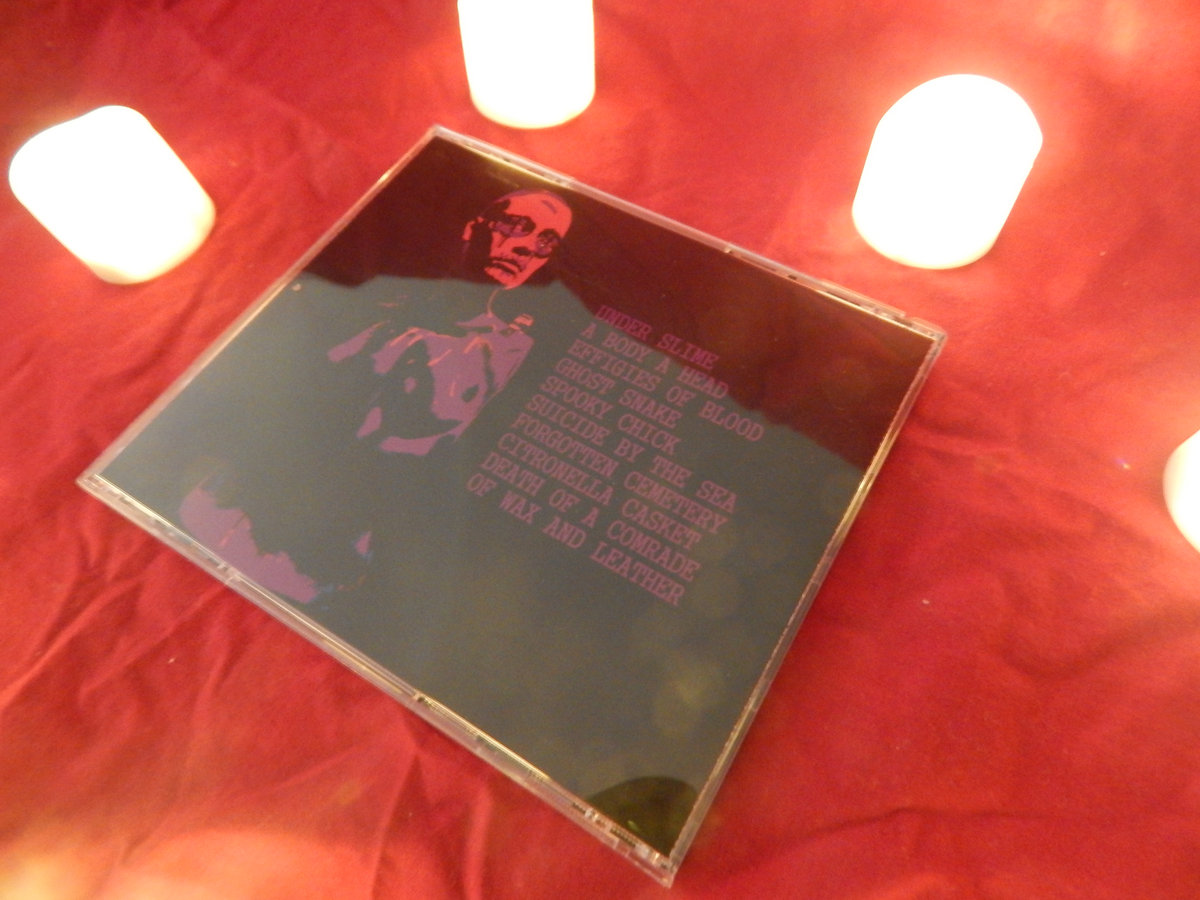 UNDER SLIME
A BODY A HEAD
EFFIGIES OF BLOOD
GHOST SNAKE
SPOOKY CHICK
SUICIDE BY THE SEA
FORGOTTEN CEMETERY
CITRONELLA CASKET
DEATH OF A COMRADE
OF WAX AND LEATHER